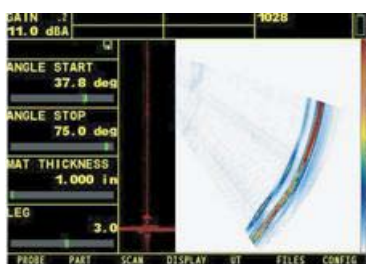 GAIN .2
11.0 dBA
1028
ANGLE START
37.8 deg
ANGLE STOP
75.0 deg
MAT THICKNESS
1.000 in
LEG
3.0
PROBE PART SCAN DISPLAY UT FILES CONFIG